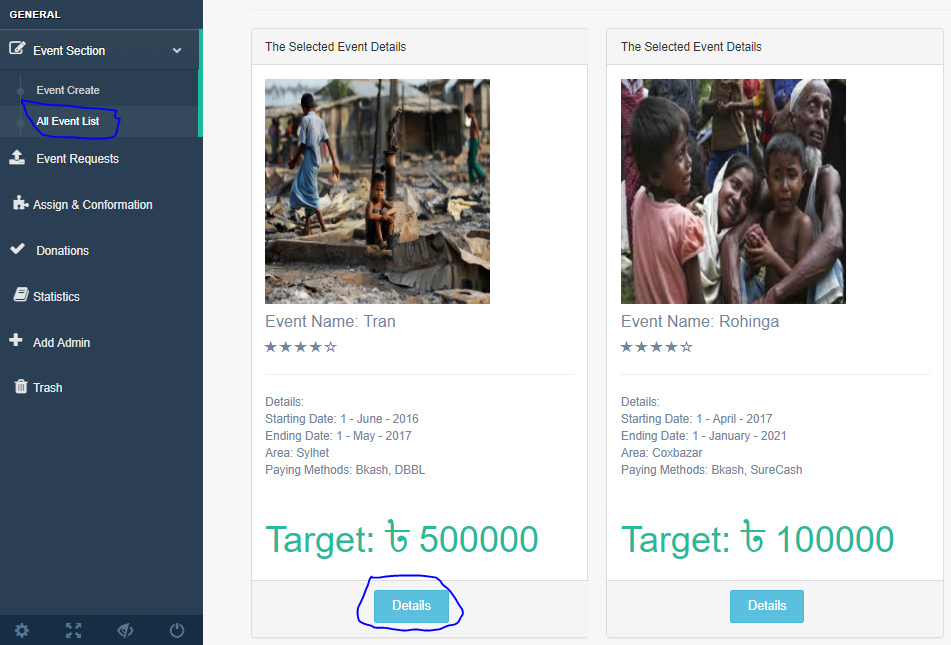 GENERAL
Event Section
Event Create
All Event List
Event Requests
Assign & Conformation
Donations
Statistics
Add Admin
Trash
The Selected Event Details
Event Name: Tran
★★★★☆
Details:
Starting Date: 1 - June - 2016
Ending Date: 1 - May - 2017
Area: Sylhet
Paying Methods: Bkash, DBBL
Target: ৳ 500000
Details
The Selected Event Details
Event Name: Rohinga
★★★★☆
Details:
Starting Date: 1 - April - 2017
Ending Date: 1 - January - 2021
Area: Coxbazar
Paying Methods: Bkash, SureCash
Target: ৳ 100000
Details